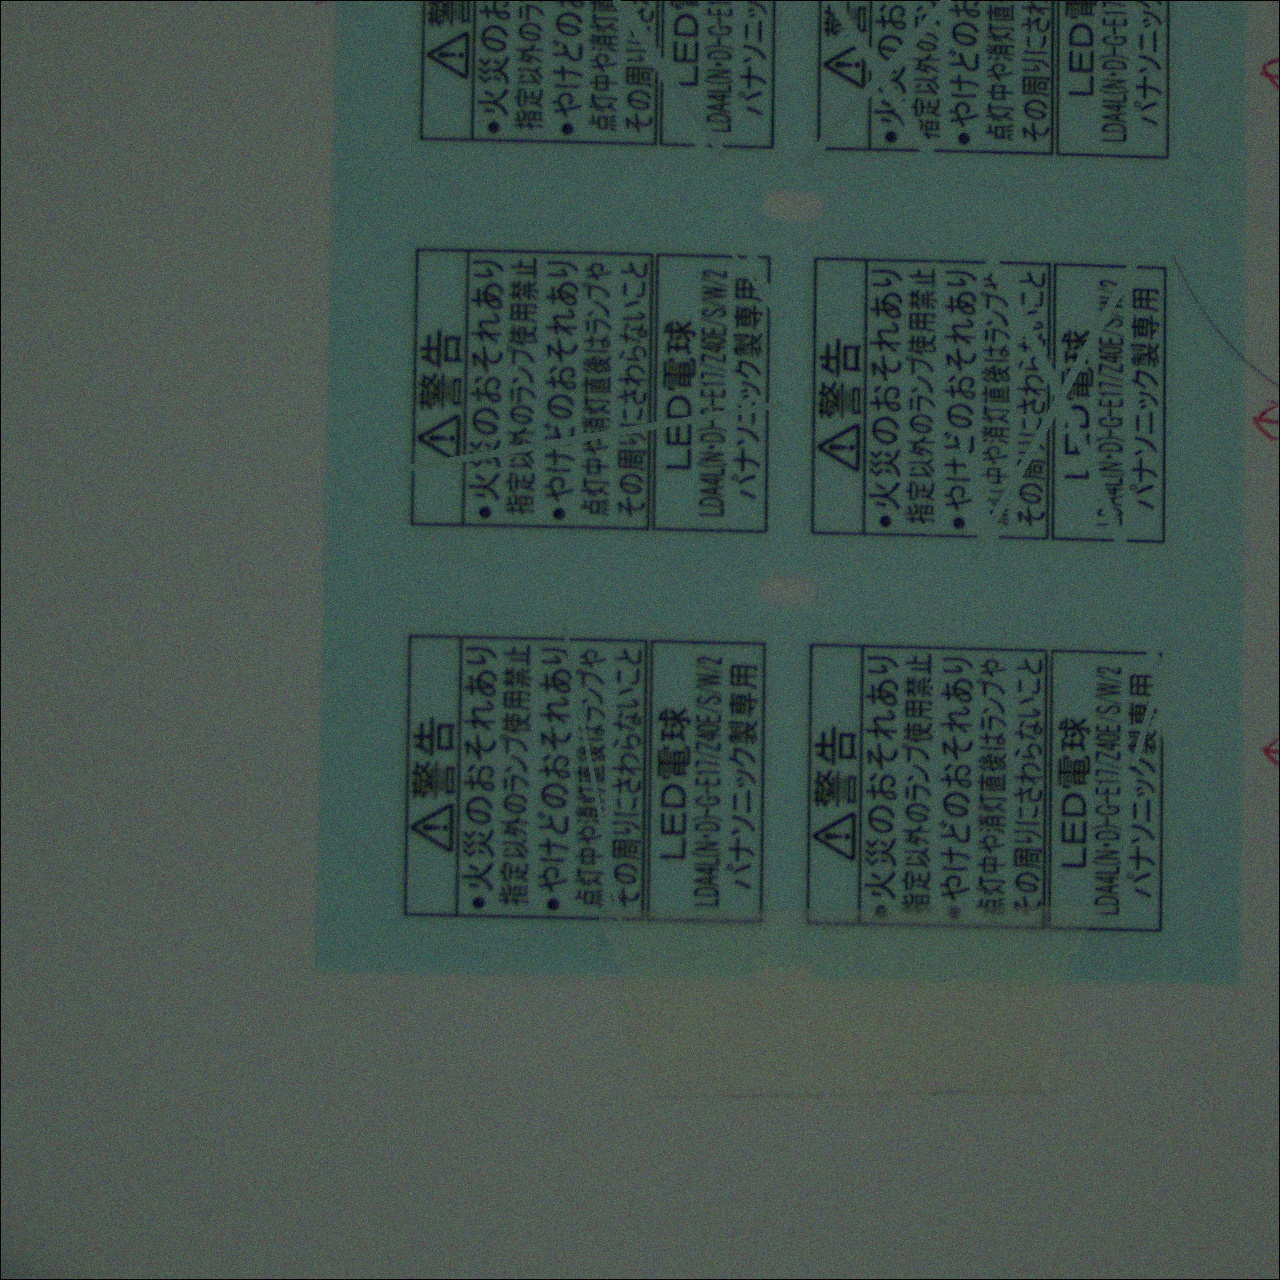 ⚠警告
•火災のおそれあり
指定以外のランプ使用禁止
•やけどのおそれあり
点灯中や消灯直後はランプや
その周りにさわらないこと
LED電球
LDA4L(N・D)-G-E17/Z40E/S/W/2
パナソニック製専用
⚠警告
•火災のおそれあり
指定以外のランプ使用禁止
•やけどのおそれあり
点灯中や消灯直後はランプや
その周りにさわらないこと
LED電球
LDA4L(N・D)-G-E17/Z40E/S/W/2
パナソニック製専用
⚠警
•火災のお
指定以外のラ
•やけどのお
点灯中や消灯
その周りにさ
LED電
LDA4L(N・D)-G-E1
パナソニッ
⚠警告
•火災のおそれあり
指定以外のランプ使用禁止
•やけどのおそれあり
点灯中や消灯直後はランプや
その周りにさわらないこと
LED電球
LDA4L(N・D)-G-E17/Z40E/S/W/2
パナソニック製専用
⚠警告
•火災のおそれあり
指定以外のランプ使用禁止
•やけどのおそれあり
点灯中や消灯直後はランプや
その周りにさわらないこと
LED電球
LDA4L(N・D)-G-E17/Z40E/S/W/2
パナソニック製専用
⚠警告
•火災のお
指定以外の
•やけどのお
点灯中や消灯直
その周りにさわ
LED電
LDA4L(N・D)-G-E17
パナソニッ